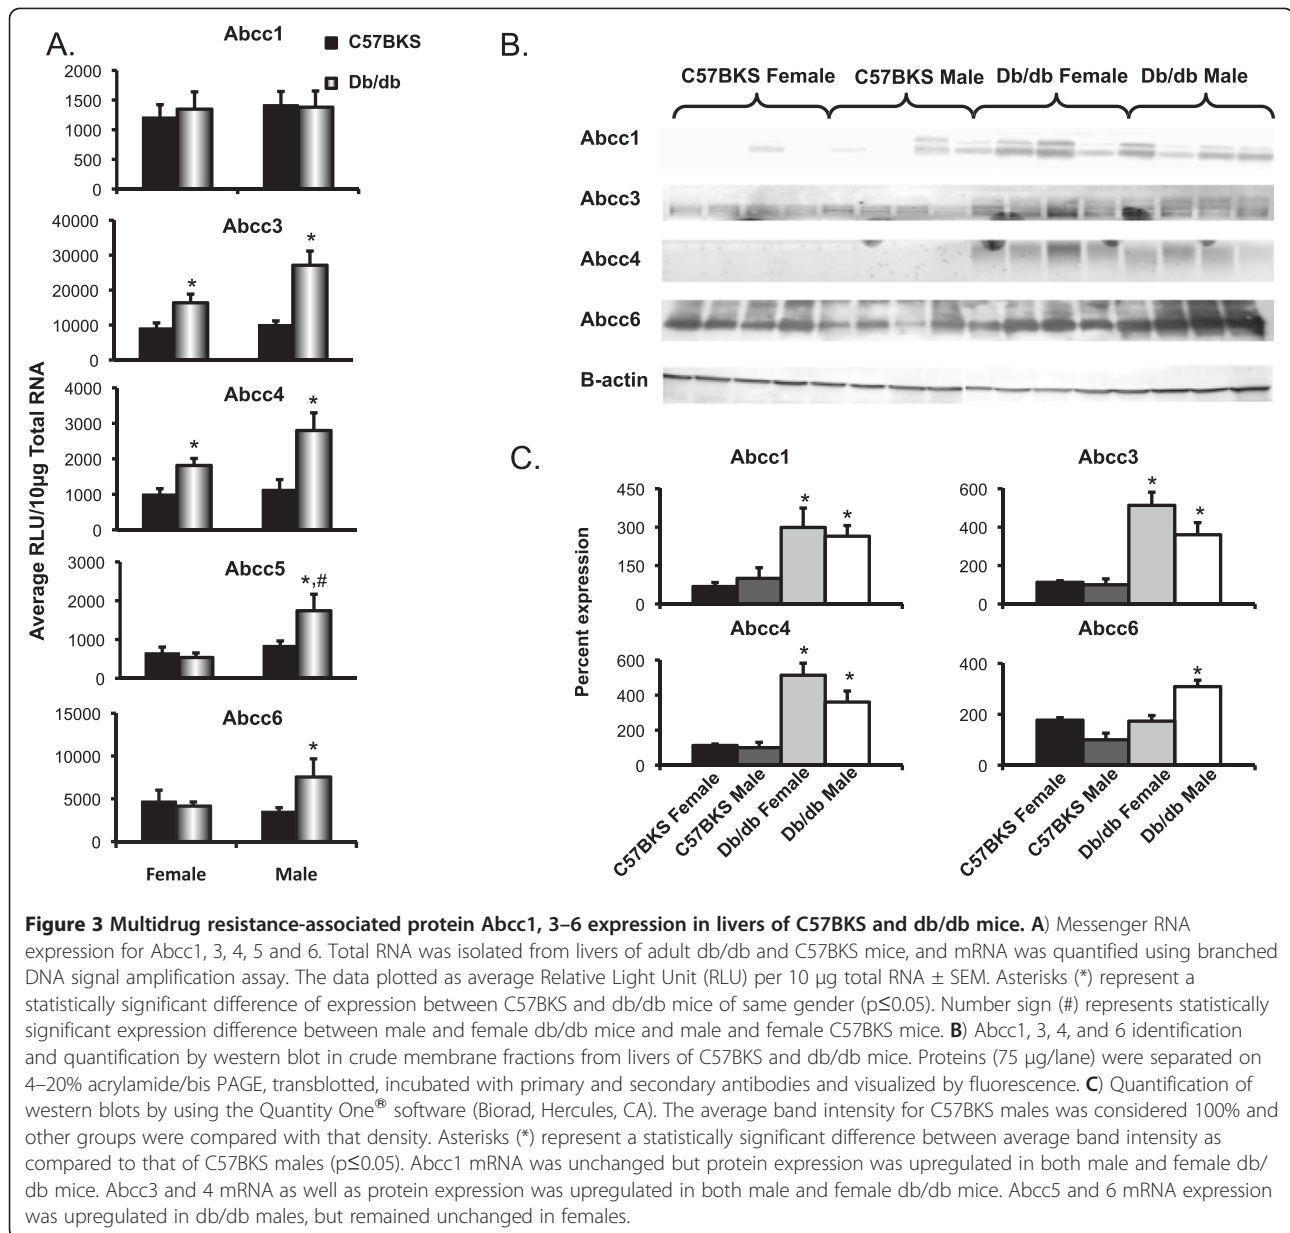 A.
Abcc1
C57BKS
Db/db
2000
1500
1000
500
0
Abcc3
40000
30000
20000
10000
0
*
*
Abcc4
4000
3000
2000
1000
0
*
*
Abcc5
3000
2000
1000
0
*,#
Abcc6
15000
10000
5000
0
*
Female Male
Average RLU/10µg Total RNA
B.
C57BKS Female C57BKS Male Db/db Female Db/db Male
Abcc1
Abcc3
Abcc4
Abcc6
B-actin
C.
Percent expression
Abcc1
450
300
150
0
*
*
Abcc3
600
400
200
0
*
*
Abcc4
600
400
200
0
*
*
C57BKS Female
C57BKS Male
Db/db Female
Db/db Male
Abcc6
400
200
0
*
C57BKS Female
C57BKS Male
Db/db Female
Db/db Male
Figure 3 Multidrug resistance-associated protein Abcc1, 3–6 expression in livers of C57BKS and db/db mice. A) Messenger RNA
expression for Abcc1, 3, 4, 5 and 6. Total RNA was isolated from livers of adult db/db and C57BKS mice, and mRNA was quantified using branched
DNA signal amplification assay. The data plotted as average Relative Light Unit (RLU) per 10 µg total RNA ± SEM. Asterisks (*) represent a
statistically significant difference of expression between C57BKS and db/db mice of same gender (p≤0.05). Number sign (#) represents statistically
significant expression difference between male and female db/db mice and male and female C57BKS mice. B) Abcc1, 3, 4, and 6 identification
and quantification by western blot in crude membrane fractions from livers of C57BKS and db/db mice. Proteins (75 µg/lane) were separated on
4–20% acrylamide/bis PAGE, transblotted, incubated with primary and secondary antibodies and visualized by fluorescence. C) Quantification of
western blots by using the Quantity One® software (Biorad, Hercules, CA). The average band intensity for C57BKS males was considered 100% and
other groups were compared with that density. Asterisks (*) represent a statistically significant difference between average band intensity as
compared to that of C57BKS males (p≤0.05). Abcc1 mRNA was unchanged but protein expression was upregulated in both male and female db/
db mice. Abcc3 and 4 mRNA as well as protein expression was upregulated in both male and female db/db mice. Abcc5 and 6 mRNA expression
was upregulated in db/db males, but remained unchanged in females.